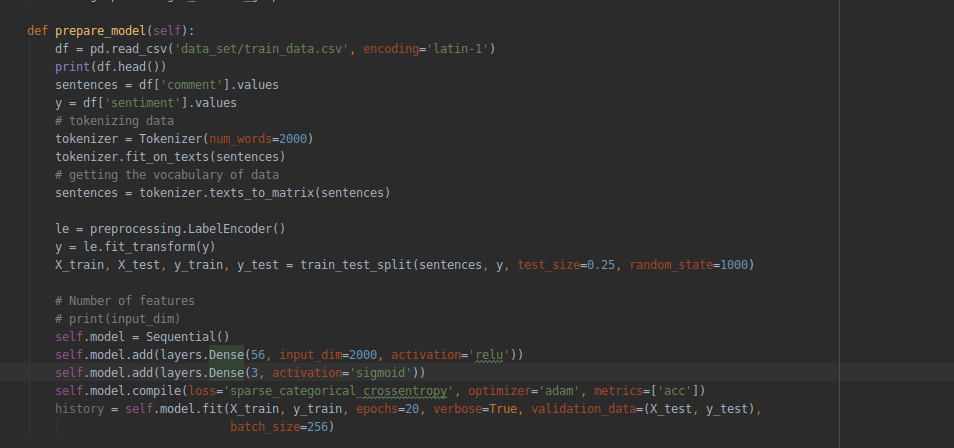 def prepare_model(self):
df = pd.read_csv('data_set/train_data.csv', encoding='latin-1')
print(df.head())
sentences = df['comment'].values
y = df['sentiment'].values
# tokenizing data
tokenizer = Tokenizer(num_words=2000)
tokenizer.fit_on_texts(sentences)
# getting the vocabulary of data
sentences = tokenizer.texts_to_matrix(sentences)
le = preprocessing.LabelEncoder()
y = le.fit_transform(y)
X_train, X_test, y_train, y_test = train_test_split(sentences, y, test_size=0.25, random_state=1000)
# Number of features
# print(input_dim)
self.model = Sequential()
self.model.add(layers.Dense(56, input_dim=2000, activation='relu'))
self.model.add(layers.Dense(3, activation='sigmoid'))
self.model.compile(loss='sparse_categorical_crossentropy', optimizer='adam', metrics=['acc'])
history = self.model.fit(X_train, y_train, epochs=20, verbose=True, validation_data=(X_test, y_test),
batch_size=256)